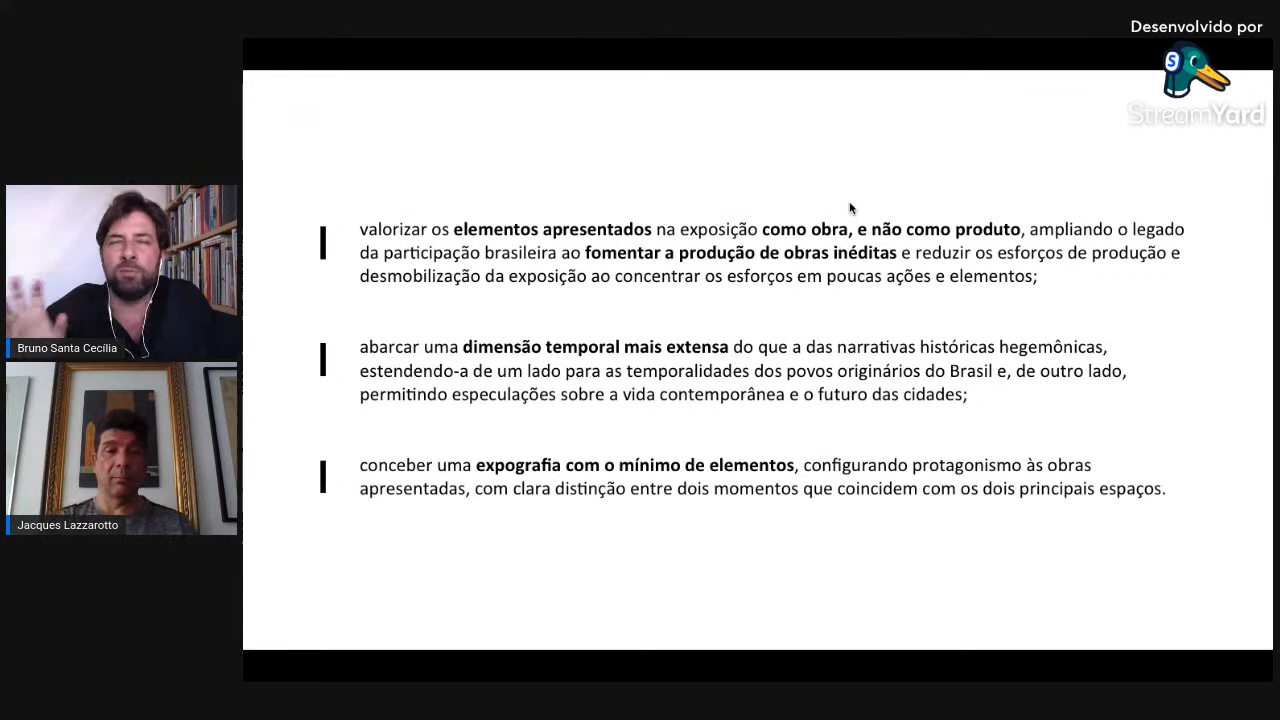 Desenvolvido por
StreamYard
valorizar os elementos apresentados na exposição como obra, e não como produto, ampliando o legado
da participação brasileira ao fomentar a produção de obras inéditas e reduzir os esforços de produção e
desmobilização da exposição ao concentrar os esforços em poucas ações e elementos;
abarcar uma dimensão temporal mais extensa do que a das narrativas históricas hegemônicas,
estendendo-a de um lado para as temporalidades dos povos originários do Brasil e, de outro lado,
permitindo especulações sobre a vida contemporânea e o futuro das cidades;
conceber uma expografia com o mínimo de elementos, configurando protagonismo às obras
apresentadas, com clara distinção entre dois momentos que coincidem com os dois principais espaços.
Bruno Santa Cecília
Jacques Lazzarotto